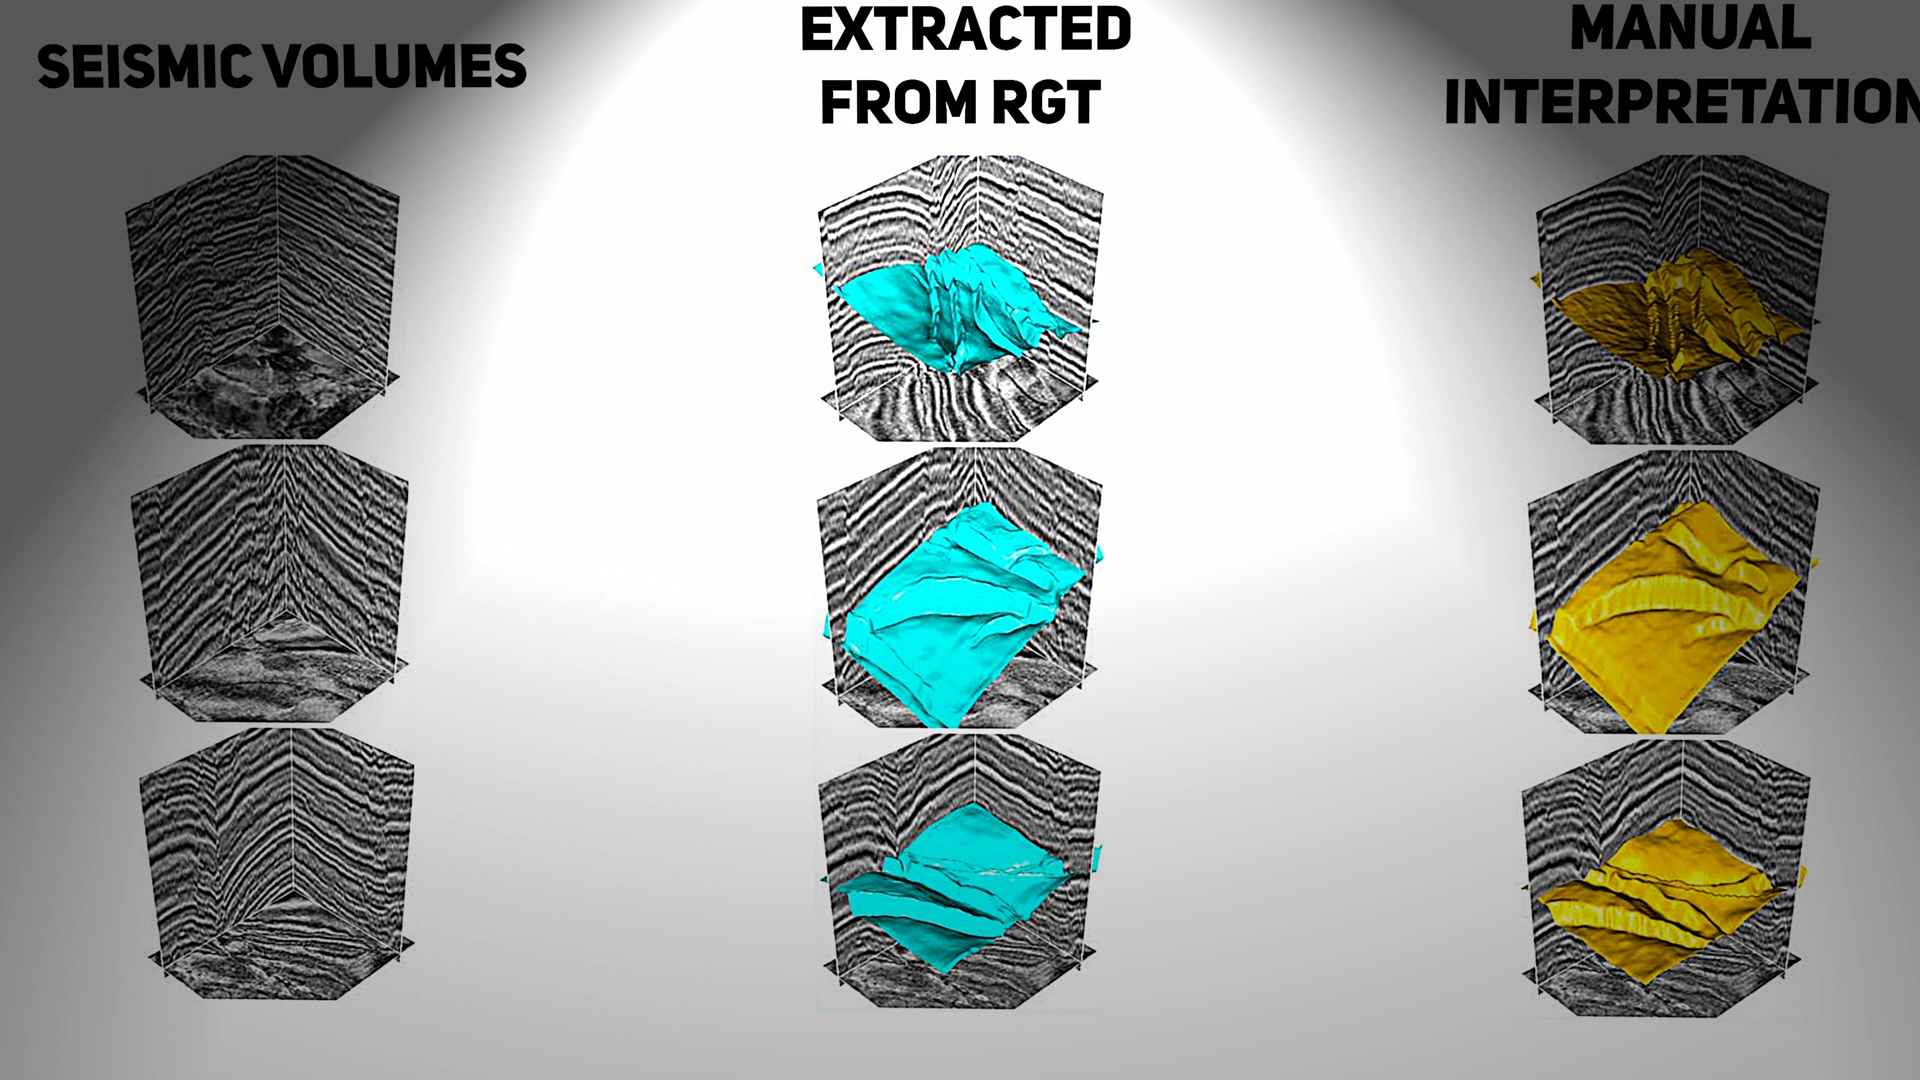 SEISMIC VOLUMES
EXTRACTED
FROM RGT
MANUAL
INTERPRETATION